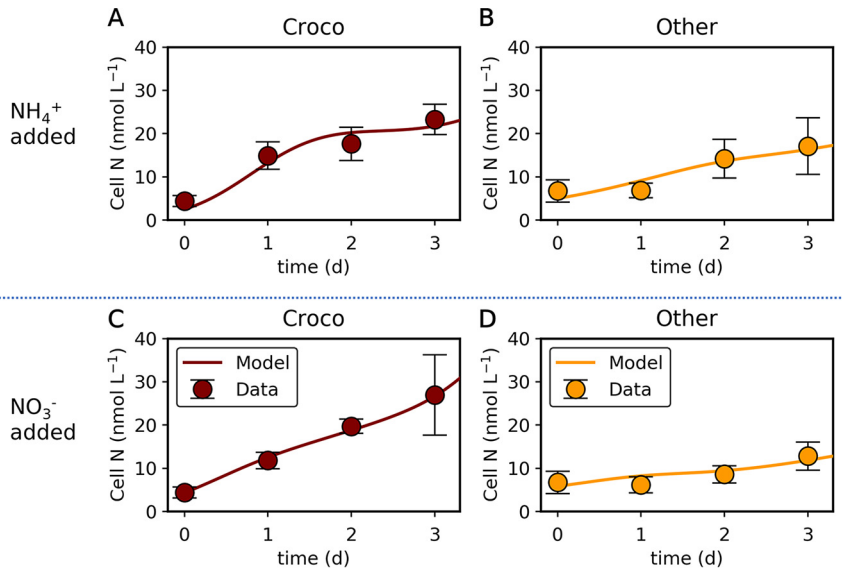 A
Croco
B
Other
NH₄⁺
added
Cell N (nmol L⁻¹)
40
30
20
10
0
0 1 2 3
time (d)
Cell N (nmol L⁻¹)
40
30
20
10
0
0 1 2 3
time (d)
C
Croco
D
Other
NO₃⁻
added
Cell N (nmol L⁻¹)
40
30
20
10
0
Model
Data
0 1 2 3
time (d)
Cell N (nmol L⁻¹)
40
30
20
10
0
Model
Data
0 1 2 3
time (d)